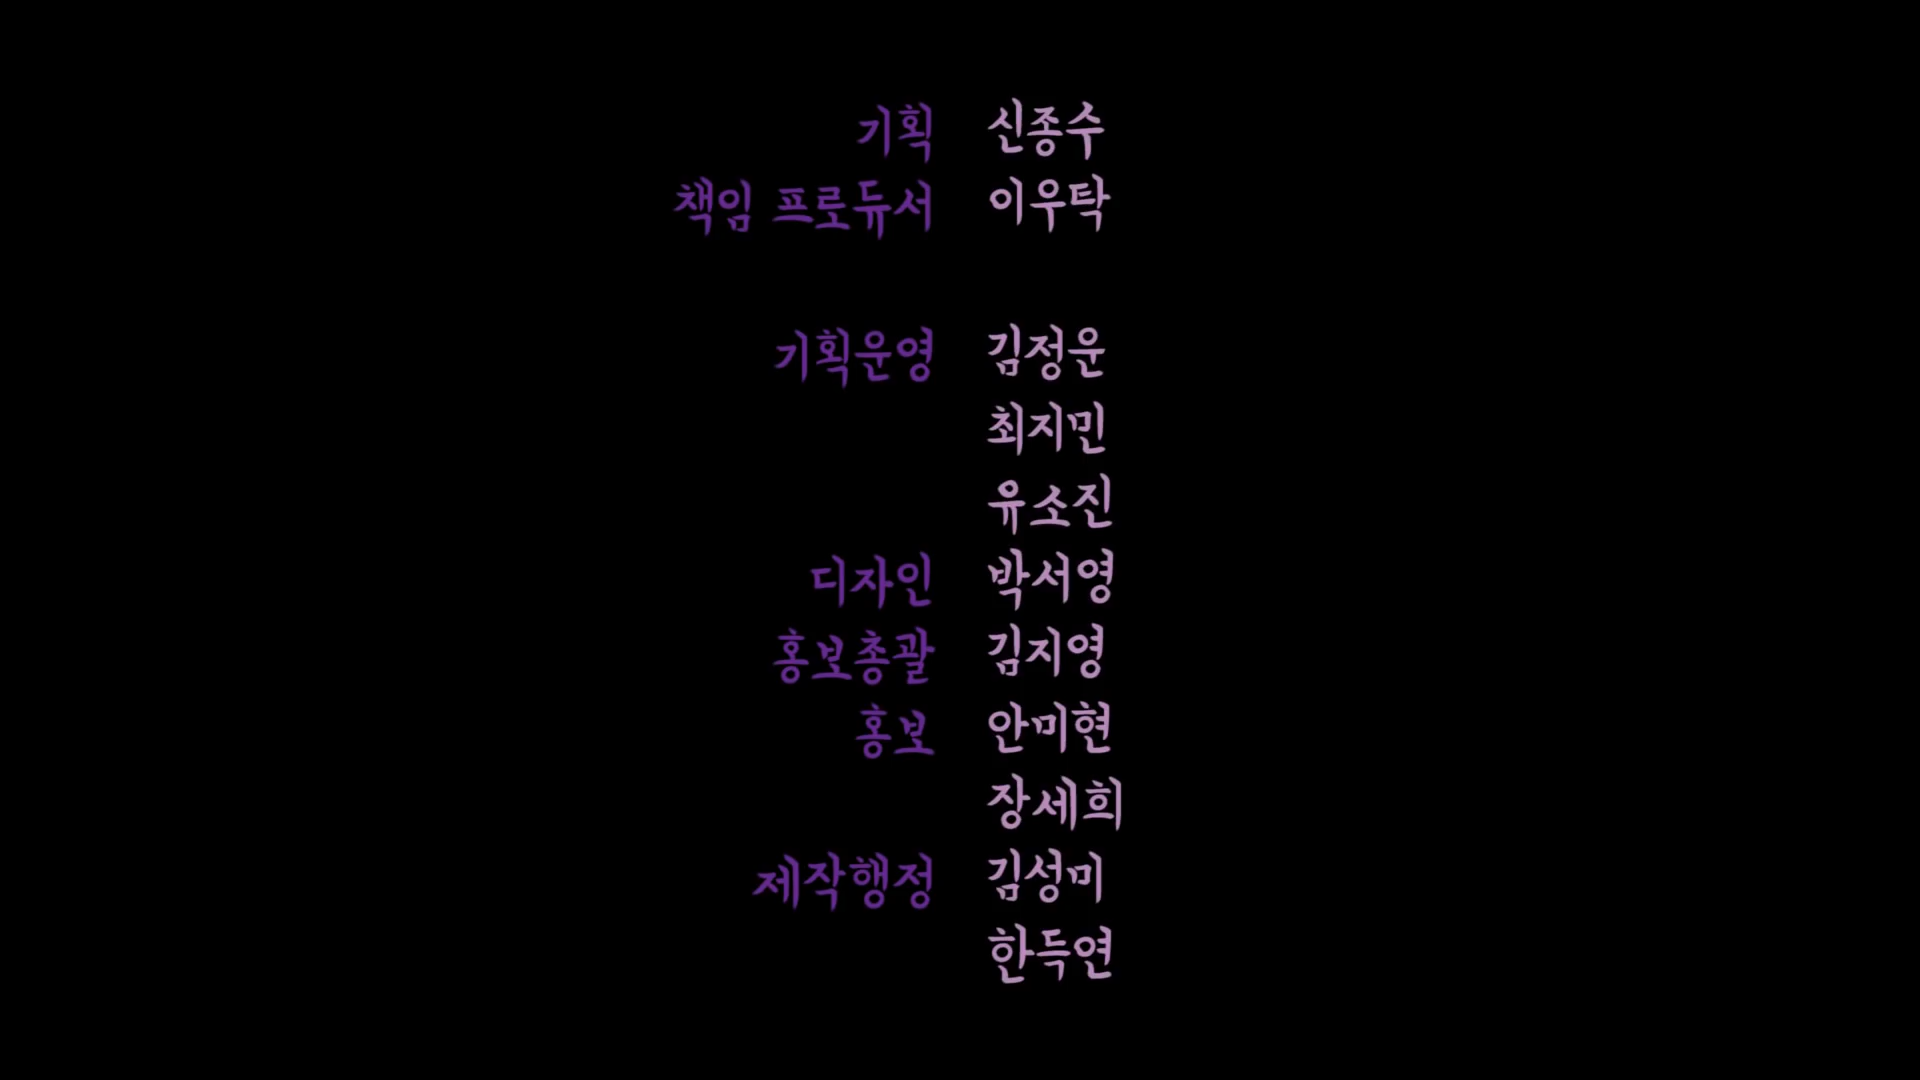 기획 신종수
책임 프로듀서 이우탁
기획운영 김정운
최지민
유소진
디자인 박서영
홍보총괄 김지영
홍보 안미현
장세희
제작행정 김성미
한득연